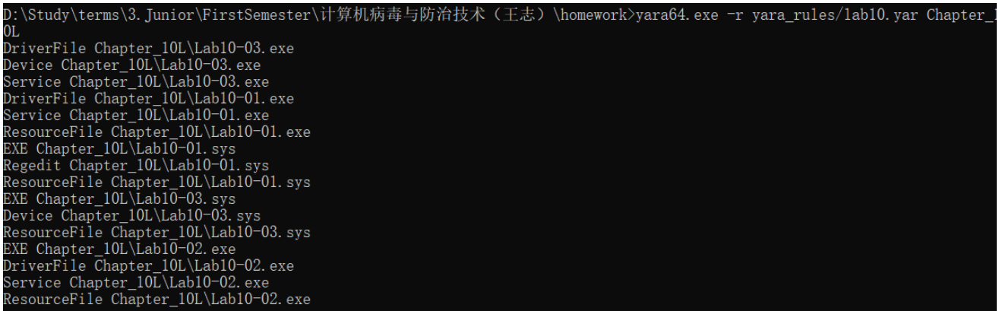 D:\Study\terms\3.Junior\FirstSemester\计算机病毒与防治技术（王志）\homework>yara64.exe -r yara_rules/lab10.yar Chapter_1
0L
DriverFile Chapter_10L\Lab10-03.exe
Device Chapter_10L\Lab10-03.exe
Service Chapter_10L\Lab10-03.exe
DriverFile Chapter_10L\Lab10-01.exe
Service Chapter_10L\Lab10-01.exe
ResourceFile Chapter_10L\Lab10-01.exe
EXE Chapter_10L\Lab10-01.sys
Regedit Chapter_10L\Lab10-01.sys
ResourceFile Chapter_10L\Lab10-01.sys
EXE Chapter_10L\Lab10-03.sys
Device Chapter_10L\Lab10-03.sys
ResourceFile Chapter_10L\Lab10-03.sys
EXE Chapter_10L\Lab10-02.exe
DriverFile Chapter_10L\Lab10-02.exe
Service Chapter_10L\Lab10-02.exe
ResourceFile Chapter_10L\Lab10-02.exe